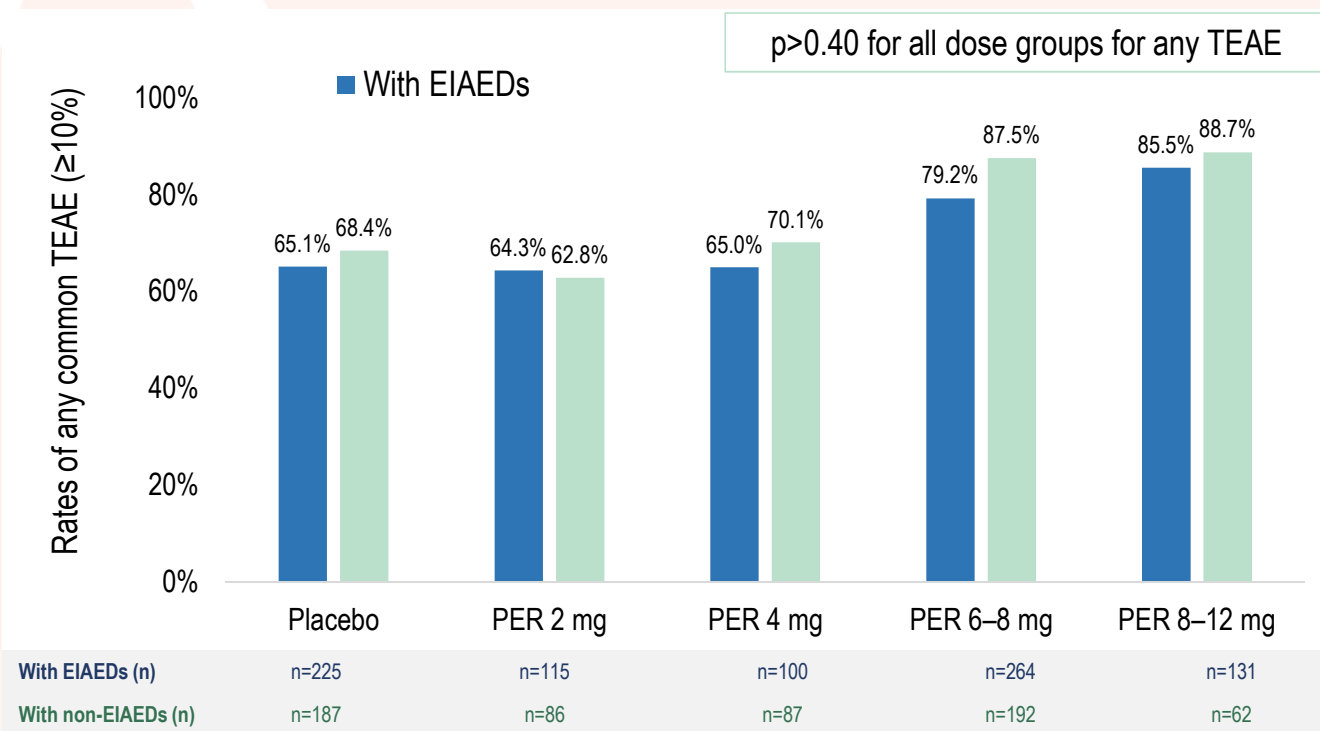 p>0.40 for all dose groups for any TEAE
With EIAEDs
Rates of any common TEAE (≥10%)
100%
80%
60%
40%
20%
0%
65.1% 68.4% 64.3% 62.8% 65.0% 70.1% 79.2% 87.5% 85.5% 88.7%
Placebo PER 2 mg PER 4 mg PER 6–8 mg PER 8–12 mg
With EIAEDs (n) n=225 n=115 n=100 n=264 n=131
With non-EIAEDs (n) n=187 n=86 n=87 n=192 n=62